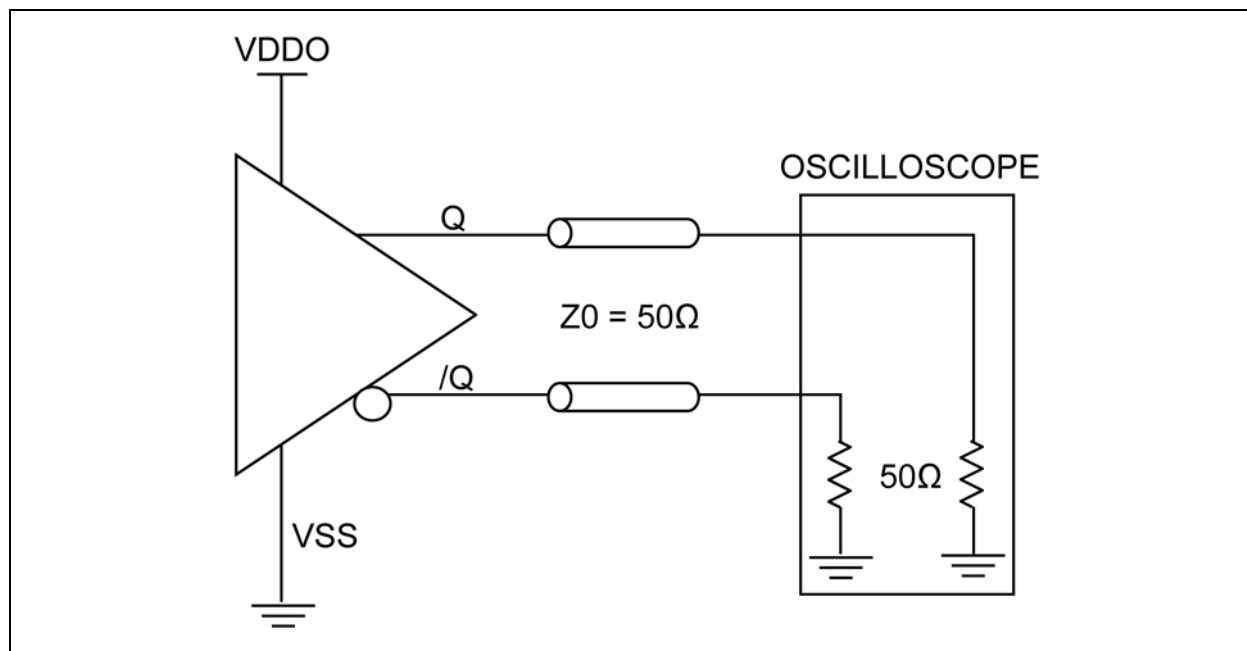 VDDO
OSCILLOSCOPE
Q
Z0 = 50Ω
/Q
50Ω
VSS